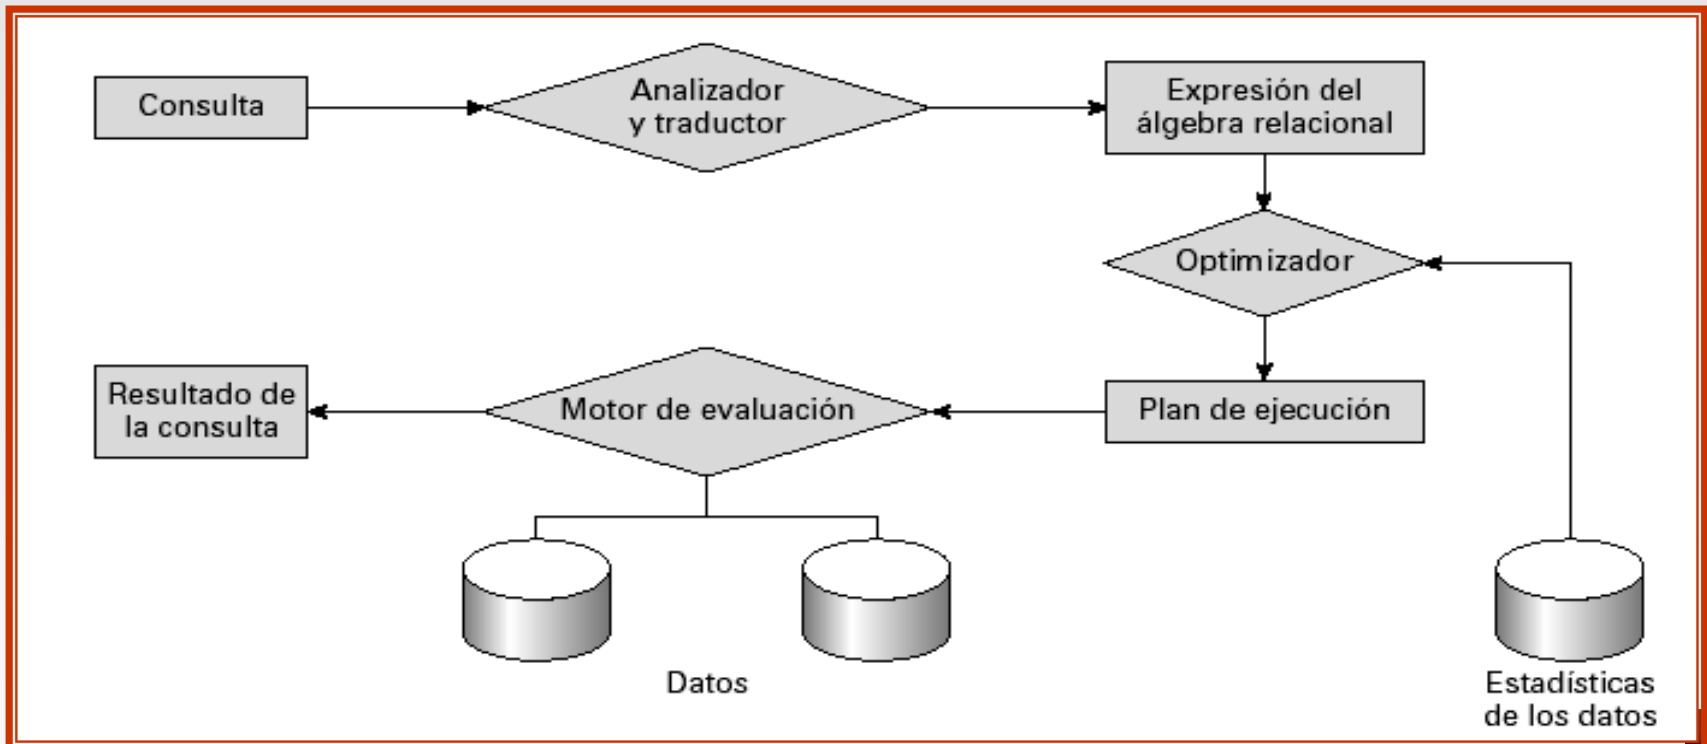 Consulta
Analizador
y traductor
Expresión del
álgebra relacional
Optimizador
Resultado de
la consulta
Motor de evaluación
Plan de ejecución
Datos
Estadísticas
de los datos